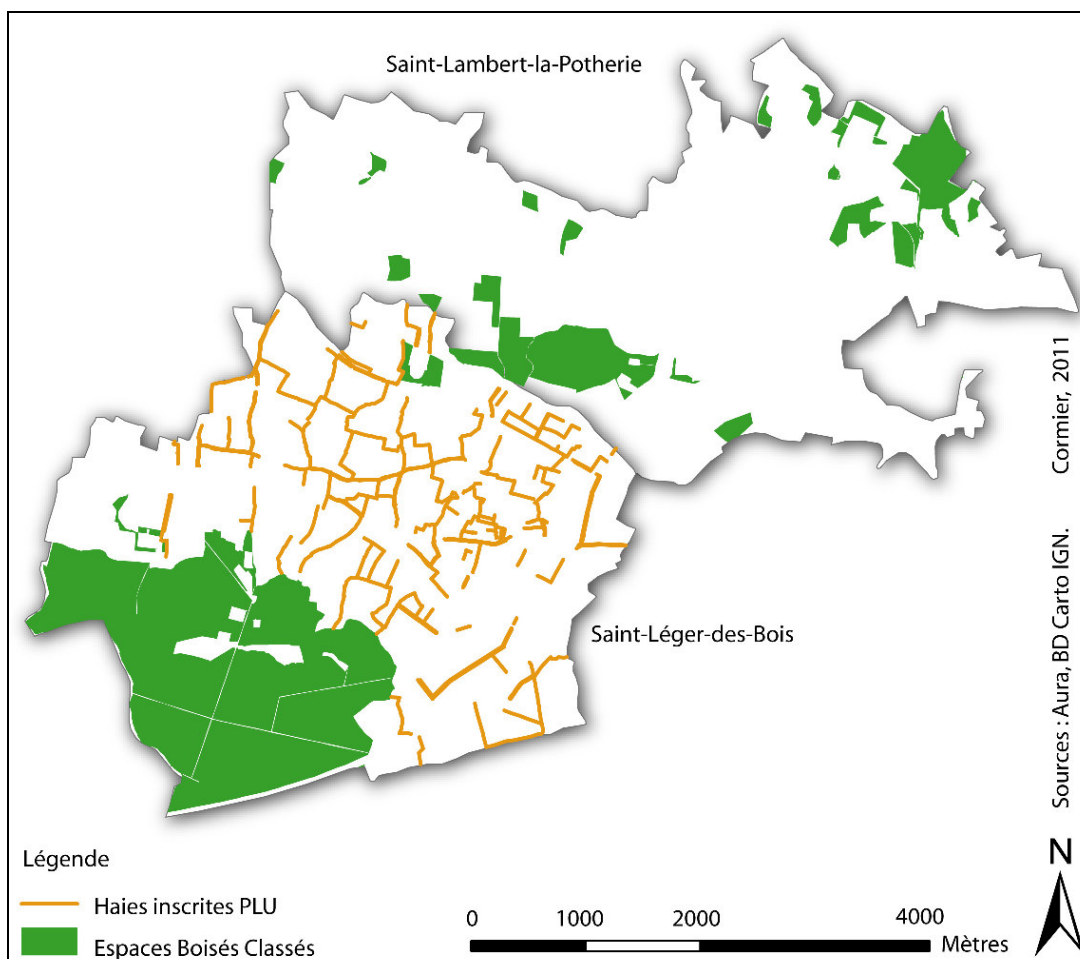 Saint-Lambert-la-Potherie
Saint-Léger-des-Bois
Sources : Aura, BD Carto IGN. Cormier, 2011
Légende
Haies inscrites PLU
Espaces Boisés Classés
0 1000 2000 4000
Mètres
N